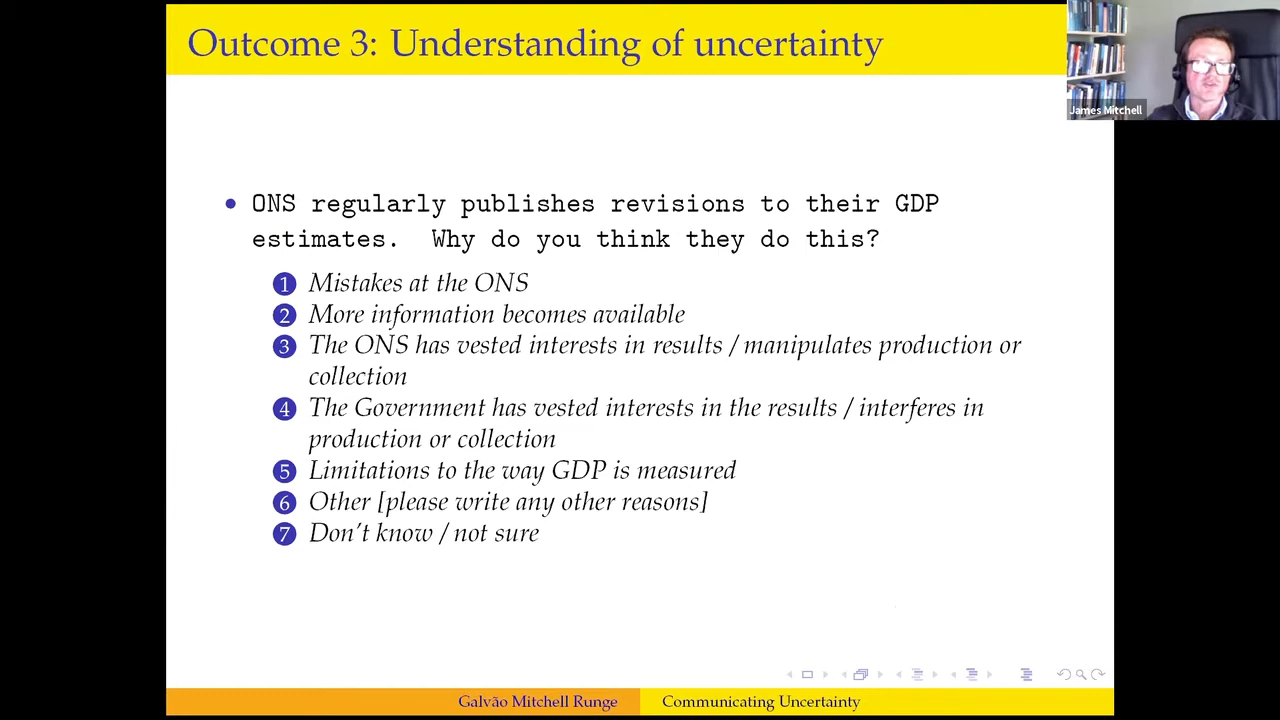 Outcome 3: Understanding of uncertainty
James Mitchell
• ONS regularly publishes revisions to their GDP
estimates. Why do you think they do this?
1 Mistakes at the ONS
2 More information becomes available
3 The ONS has vested interests in results / manipulates production or
collection
4 The Government has vested interests in the results / interferes in
production or collection
5 Limitations to the way GDP is measured
6 Other [please write any other reasons]
7 Don't know / not sure
Galvão Mitchell Runge
Communicating Uncertainty